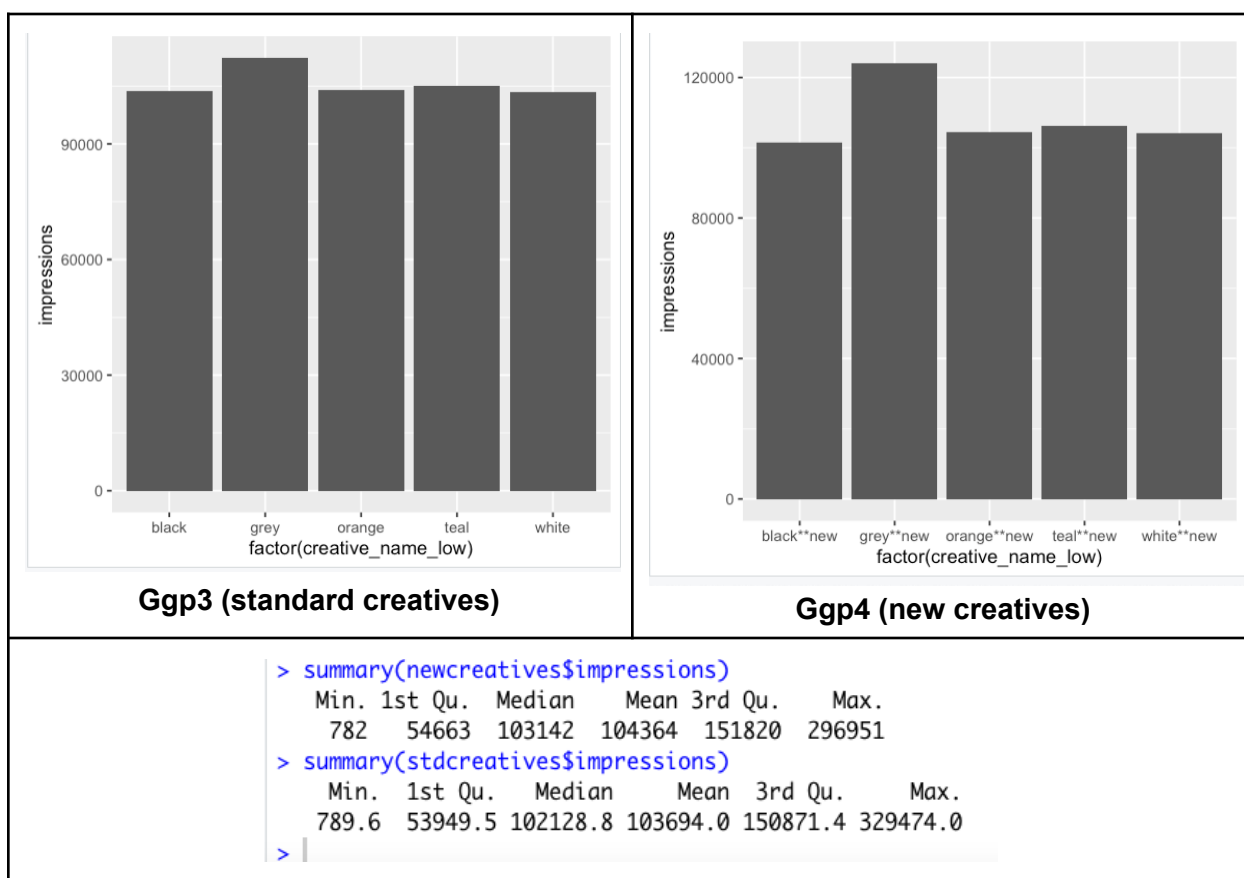 impressions
90000
60000
30000
0
black grey orange teal white
factor(creative_name_low)
Ggp3 (standard creatives)
impressions
120000
80000
40000
0
black**new grey**new orange**new teal**new white**new
factor(creative_name_low)
Ggp4 (new creatives)
> summary(newcreatives$impressions)
Min. 1st Qu. Median Mean 3rd Qu. Max.
782 54663 103142 104364 151820 296951
> summary(stdcreatives$impressions)
Min. 1st Qu. Median Mean 3rd Qu. Max.
789.6 53949.5 102128.8 103694.0 150871.4 329474.0
>